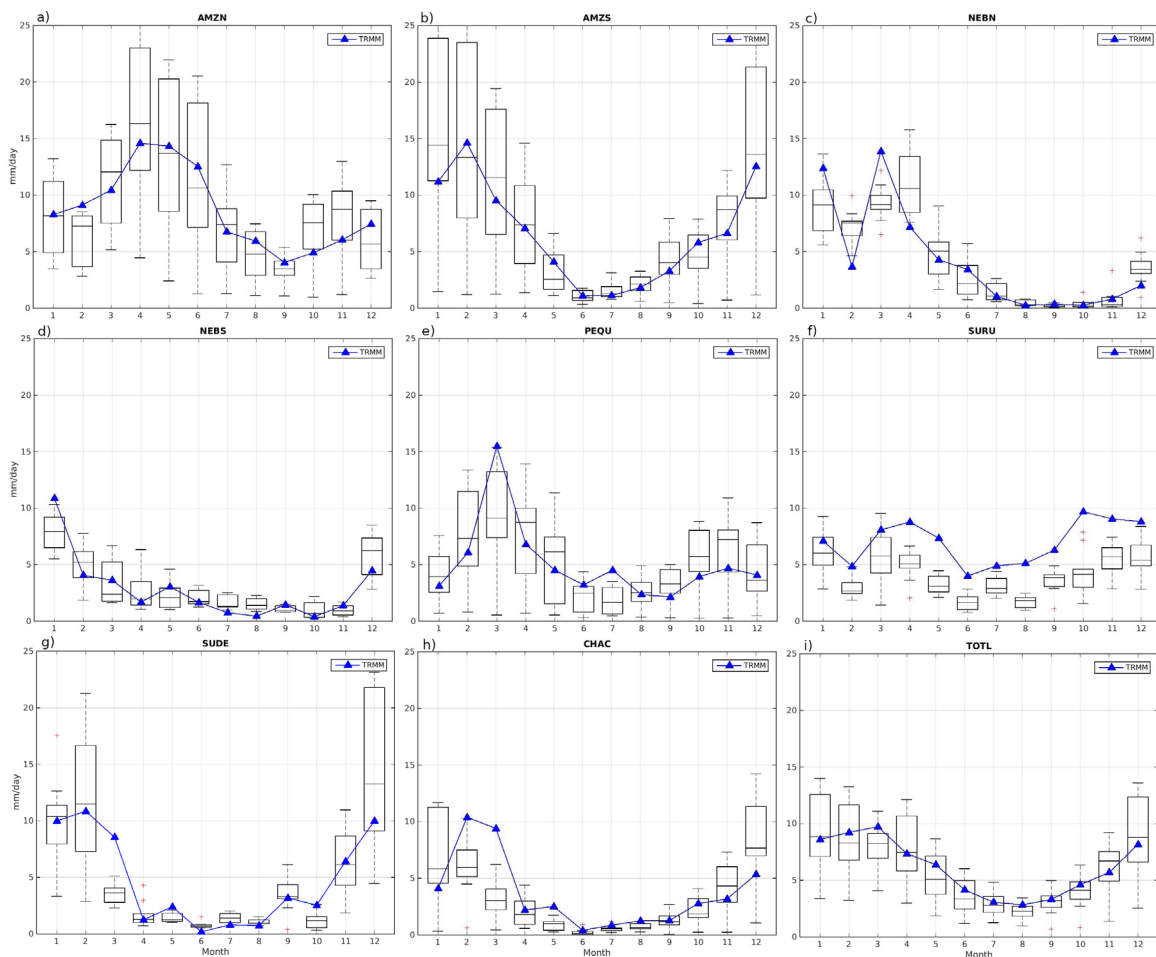 a) AMZN b) AMZS c) NEBN
TRMM TRMM TRMM
25 25 25
20 20 20
15 15 15
10 10 10
5 5 5
0 0 0
mm/day
1 2 3 4 5 6 7 8 9 10 11 12 1 2 3 4 5 6 7 8 9 10 11 12 1 2 3 4 5 6 7 8 9 10 11 12
d) NEBS e) PEQU f) SURU
TRMM TRMM TRMM
25 25 25
20 20 20
15 15 15
10 10 10
5 5 5
0 0 0
mm/day
1 2 3 4 5 6 7 8 9 10 11 12 1 2 3 4 5 6 7 8 9 10 11 12 1 2 3 4 5 6 7 8 9 10 11 12
g) SUDE h) CHAC i) TOTL
TRMM TRMM TRMM
25 25 25
20 20 20
15 15 15
10 10 10
5 5 5
0 0 0
mm/day
1 2 3 4 5 6 7 8 9 10 11 12 1 2 3 4 5 6 7 8 9 10 11 12 1 2 3 4 5 6 7 8 9 10 11 12
Month Month Month